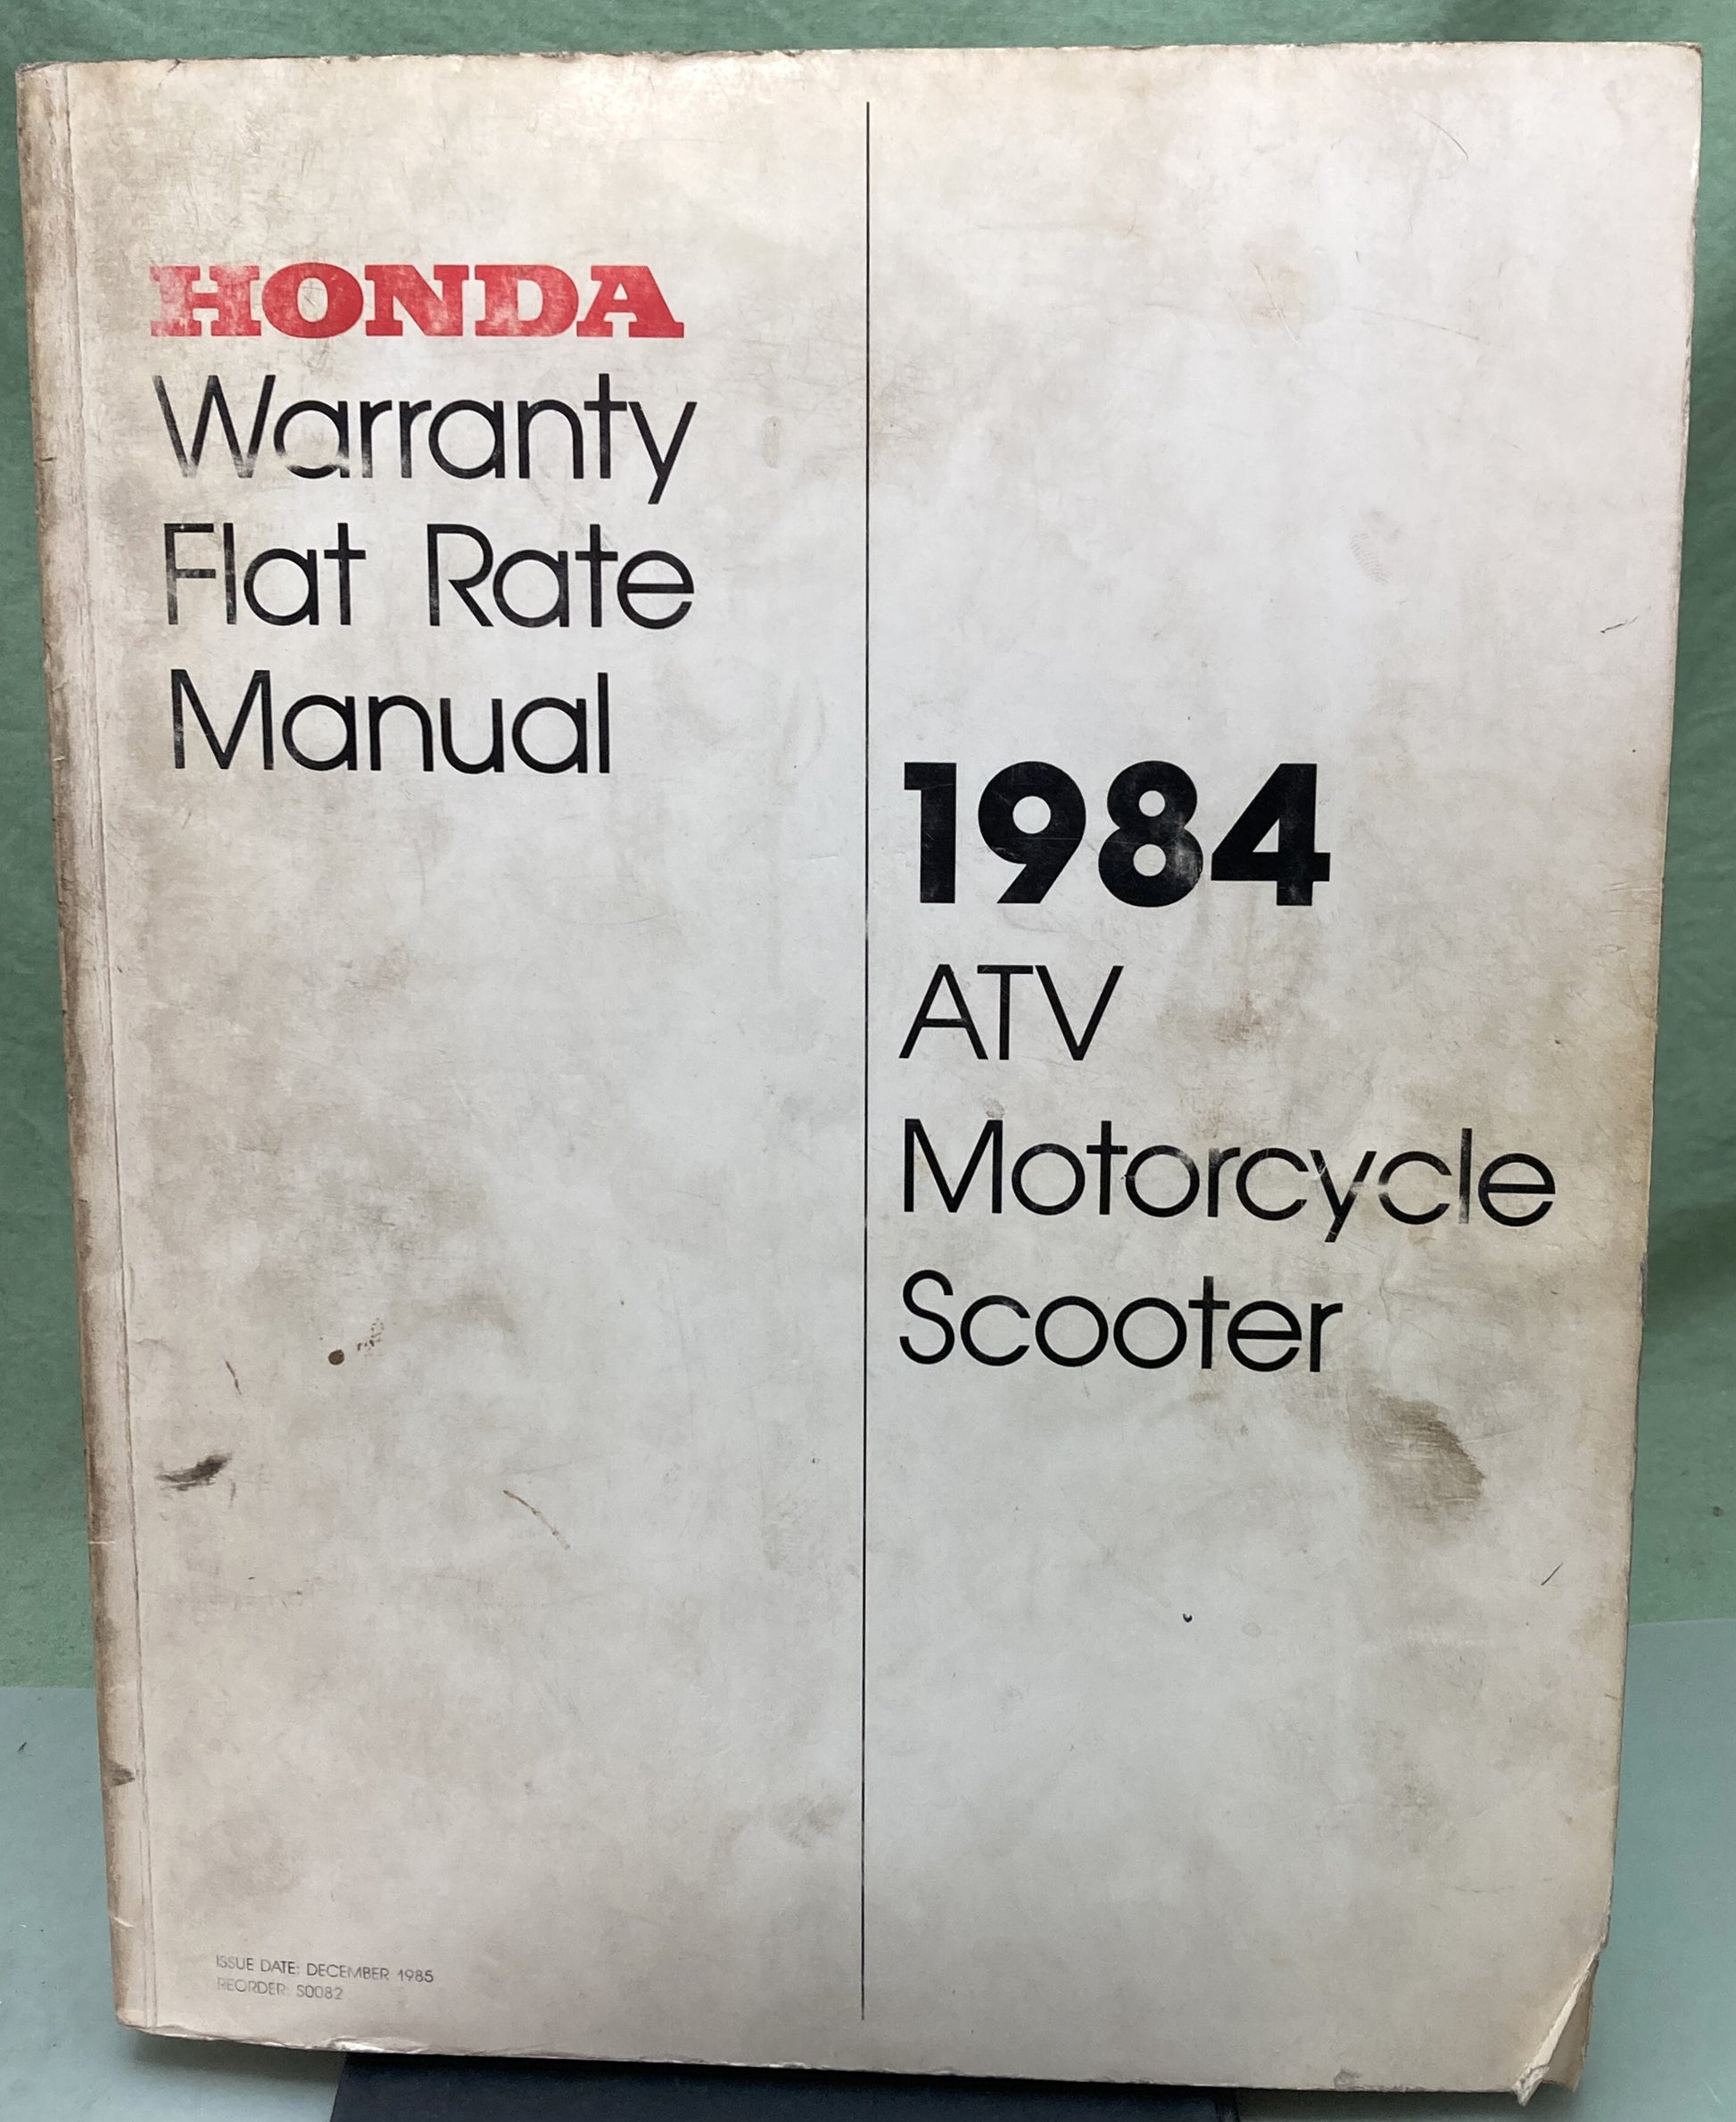 HONDA
Warranty
Flat Rate
Manual
1984
ATV
Motorcycle
Scooter
ISSUE DATE: DECEMBER 1985
REORDER: S0082